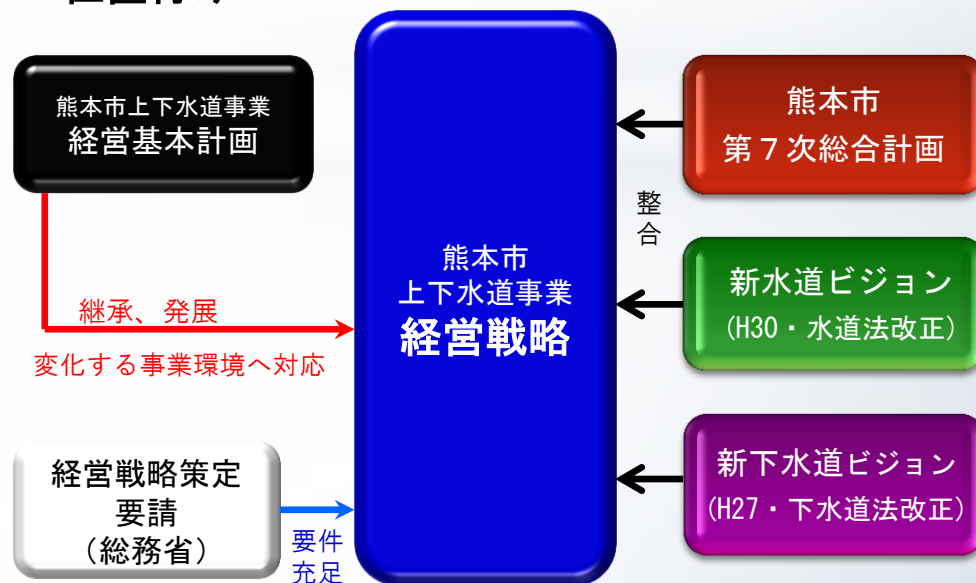 熊本市上下水道事業
経営基本計画
継承、発展
変化する事業環境へ対応
経営戦略策定
要請
（総務省）
要件
充足
熊本市
上下水道事業
経営戦略
整
合
熊本市
第７次総合計画
新水道ビジョン
(H30・水道法改正)
新下水道ビジョン
(H27・下水道法改正)